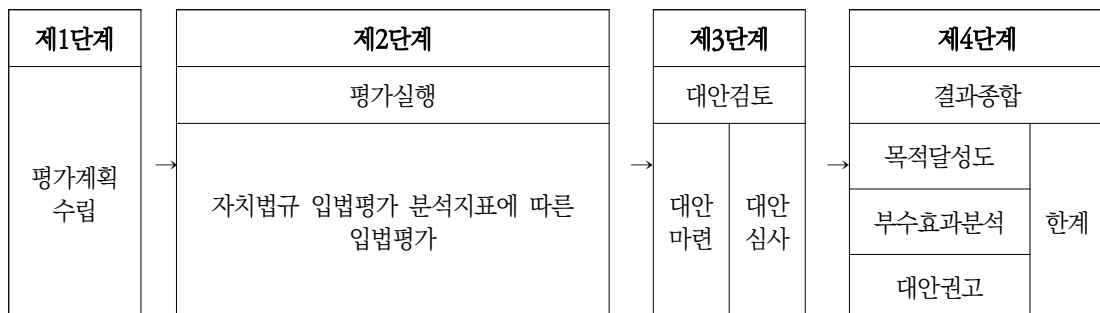 제1단계
평가계획
수립
→
제2단계
평가실행
자치법규 입법평가 분석지표에 따른
입법평가
→
제3단계
대안검토
대안
마련
대안
심사
→
제4단계
결과종합
목적달성도
부수효과분석
대안권고
한계